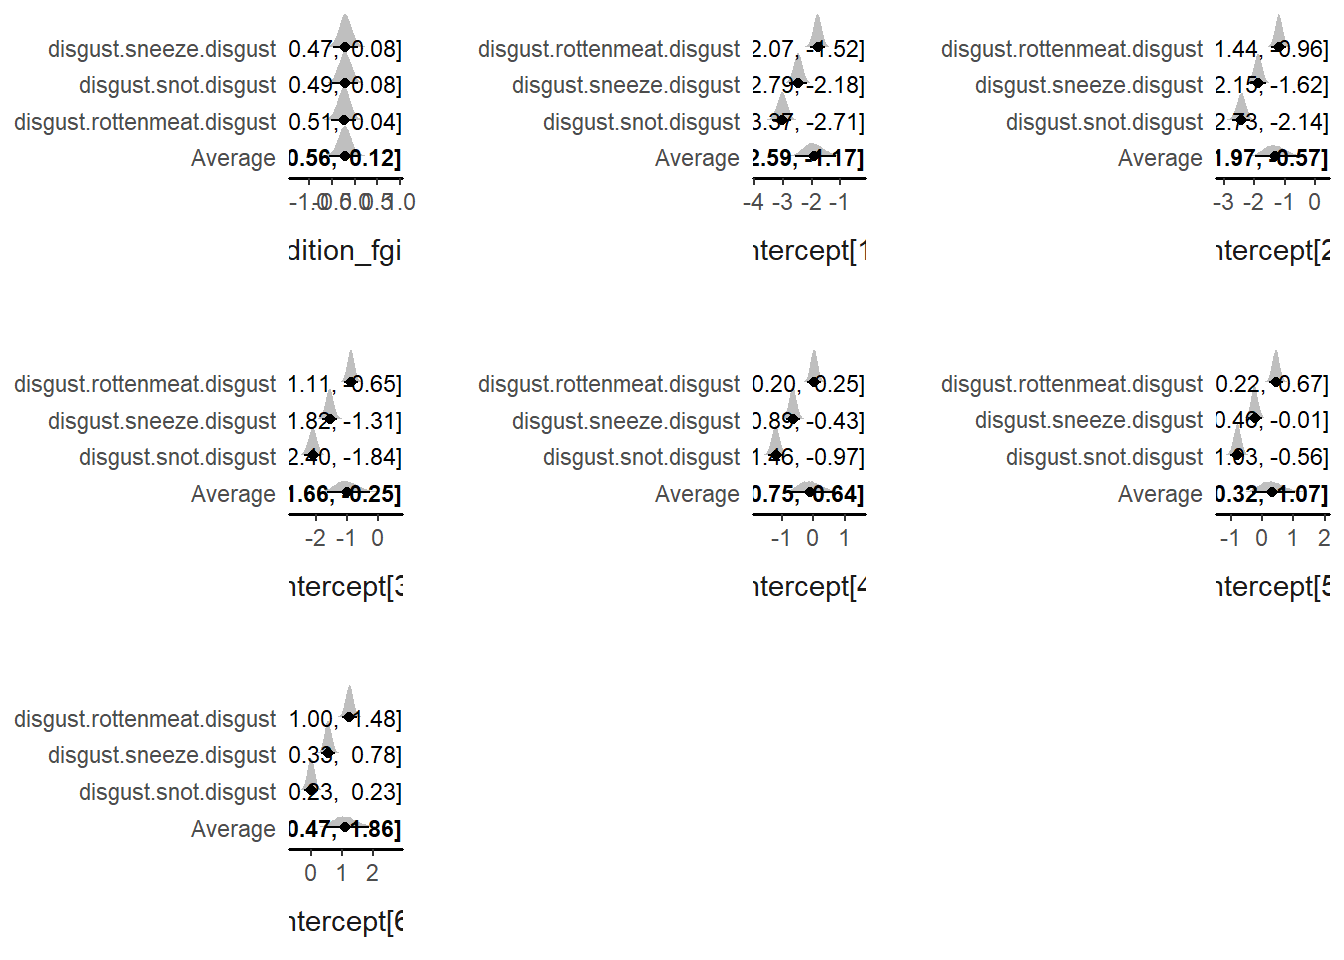 disgust.sneeze.disgust 0.47, 0.08]
disgust.snot.disgust 0.49, 0.08]
disgust.rottenmeat.disgust 0.51, 0.04]
Average 0.56, 0.12]
dition_fgi
disgust.rottenmeat.disgust 2.07, -1.52]
disgust.sneeze.disgust 2.79, -2.18]
disgust.snot.disgust 3.37, -2.71]
Average 2.59, -1.17]
-4 -3 -2 -1
ntercept[1
disgust.rottenmeat.disgust 1.44, -0.96]
disgust.sneeze.disgust 2.15, -1.62]
disgust.snot.disgust 2.73, -2.14]
Average 1.97, -0.57]
-3 -2 -1 0
ntercept[2
disgust.rottenmeat.disgust 1.11, -0.65]
disgust.sneeze.disgust 1.82, -1.31]
disgust.snot.disgust 2.40, -1.84]
Average 1.66, -0.25]
-2 -1 0
ntercept[3
disgust.rottenmeat.disgust 0.20, 0.25]
disgust.sneeze.disgust 0.89, -0.43]
disgust.snot.disgust 1.46, -0.97]
Average 0.75, 0.64]
-1 0 1
ntercept[4
disgust.rottenmeat.disgust 0.22, 0.67]
disgust.sneeze.disgust 0.46, -0.01]
disgust.snot.disgust 1.03, -0.56]
Average 0.32, 1.07]
-1 0 1 2
ntercept[5
disgust.rottenmeat.disgust 1.00, 1.48]
disgust.sneeze.disgust 0.33, 0.78]
disgust.snot.disgust 0.23, 0.23]
Average 0.47, 1.86]
0 1 2
ntercept[6